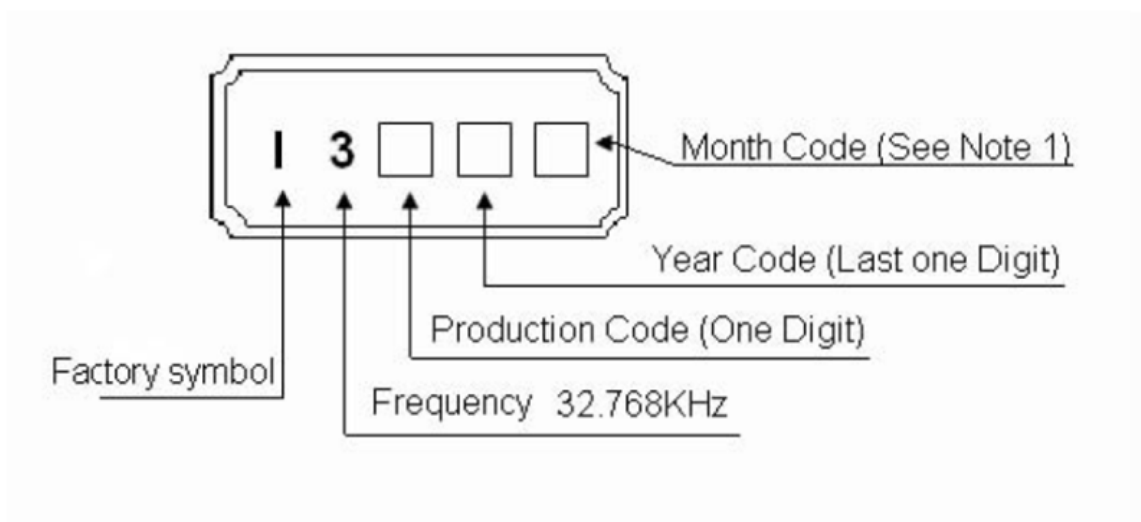 I 3
Month Code (See Note 1)
Year Code (Last one Digit)
Production Code (One Digit)
Factory symbol
Frequency 32.768KHz